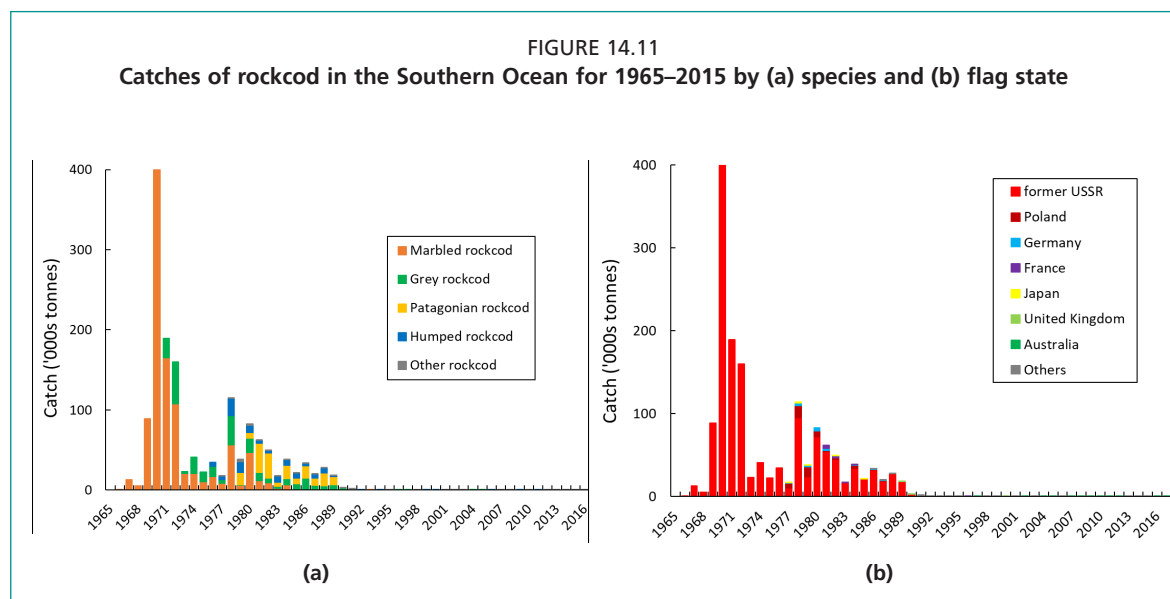 FIGURE 14.11
Catches of rockcod in the Southern Ocean for 1965–2015 by (a) species and (b) flag state
400
300
200
100
0
Catch ('000s tonnes)
1965
1968
1971
1974
1977
1980
1983
1986
1989
1992
1995
1998
2001
2004
2007
2010
2013
2016
Marbled rockcod
Grey rockcod
Patagonian rockcod
Humped rockcod
Other rockcod
(a)
400
300
200
100
0
Catch ('000s tonnes)
1965
1968
1971
1974
1977
1980
1983
1986
1989
1992
1995
1998
2001
2004
2007
2010
2013
2016
former USSR
Poland
Germany
France
Japan
United Kingdom
Australia
Others
(b)